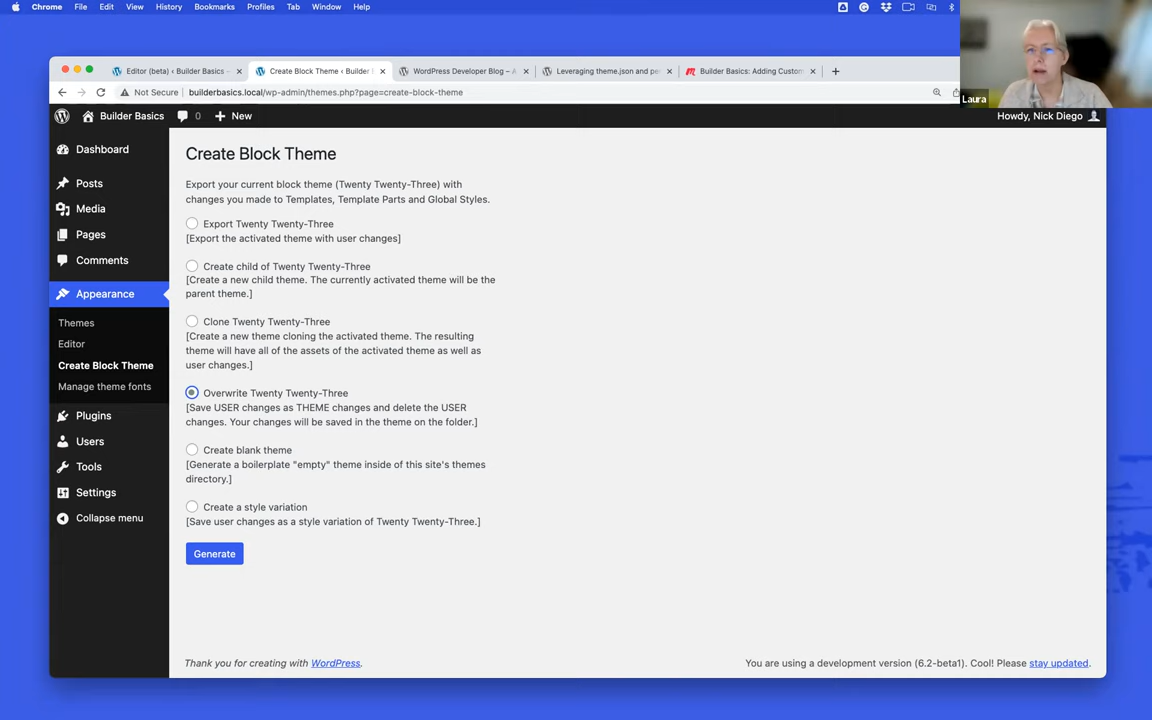 Chrome File Edit View History Bookmarks Profiles Tab Window Help
Editor (beta) ‹ Builder Basics –
Create Block Theme ‹ Builder
WordPress Developer Blog –
Leveraging theme.json and pe
Builder Basics: Adding Custom
Not Secure builderbasics.local/wp-admin/themes.php?page=create-block-theme
Laura
Builder Basics 0 New
Howdy, Nick Diego
Dashboard
Posts
Media
Pages
Comments
Appearance
Themes
Editor
Create Block Theme
Manage theme fonts
Plugins
Users
Tools
Settings
Collapse menu
Create Block Theme
Export your current block theme (Twenty Twenty-Three) with
changes you made to Templates, Template Parts and Global Styles.
Export Twenty Twenty-Three
[Export the activated theme with user changes]
Create child of Twenty Twenty-Three
[Create a new child theme. The currently activated theme will be the
parent theme.]
Clone Twenty Twenty-Three
[Create a new theme cloning the activated theme. The resulting
theme will have all of the assets of the activated theme as well as
user changes.]
Overwrite Twenty Twenty-Three
[Save USER changes as THEME changes and delete the USER
changes. Your changes will be saved in the theme on the folder.]
Create blank theme
[Generate a boilerplate "empty" theme inside of this site's themes
directory.]
Create a style variation
[Save user changes as a style variation of Twenty Twenty-Three.]
Generate
Thank you for creating with WordPress.
You are using a development version (6.2-beta1). Cool! Please stay updated.